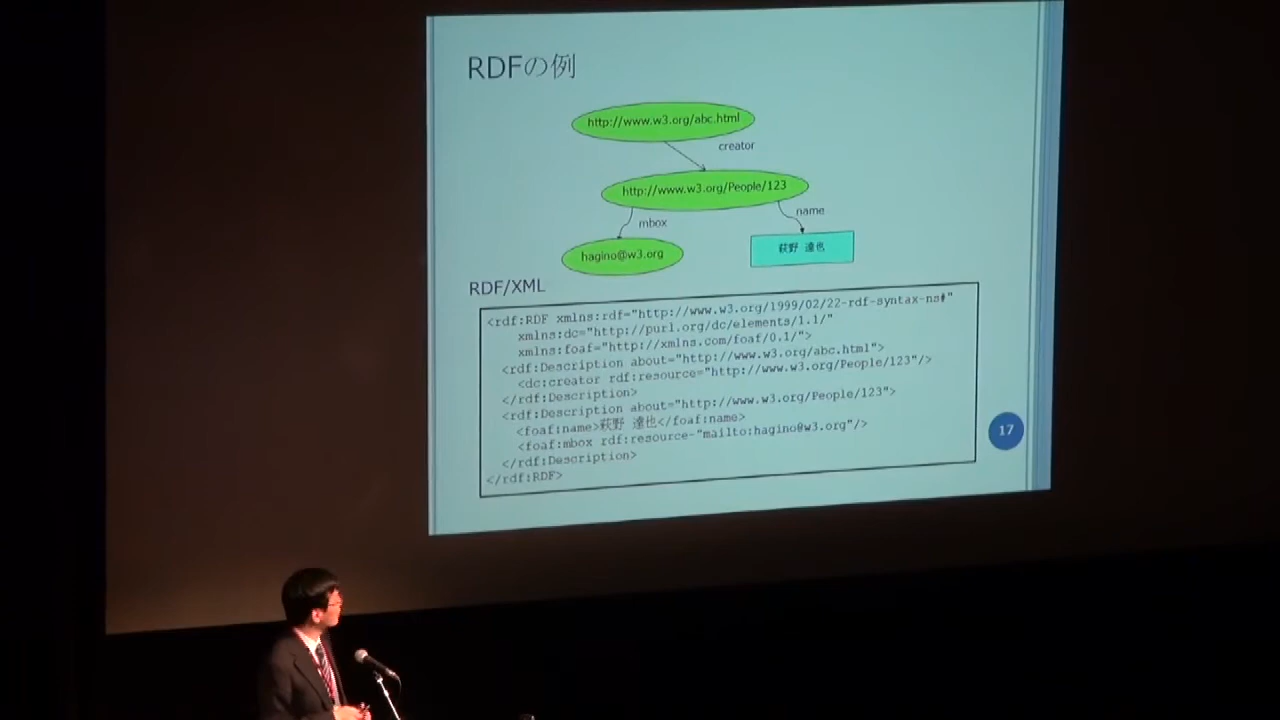 RDFの例
http://www.w3.org/abc.html
creator
http://www.w3.org/People/123
mbox
name
hagino@w3.org
萩野 達也
RDF/XML
<rdf:RDF xmlns:rdf="http://www.w3.org/1999/02/22-rdf-syntax-ns#"
xmlns:dc="http://purl.org/dc/elements/1.1/"
xmlns:foaf="http://xmlns.com/foaf/0.1/">
<rdf:Description about="http://www.w3.org/abc.html">
<dc:creator rdf:resource="http://www.w3.org/People/123"/>
</rdf:Description>
<rdf:Description about="http://www.w3.org/People/123">
<foaf:name>萩野 達也</foaf:name>
<foaf:mbox rdf:resource="mailto:hagino@w3.org"/>
</rdf:Description>
</rdf:RDF>
17